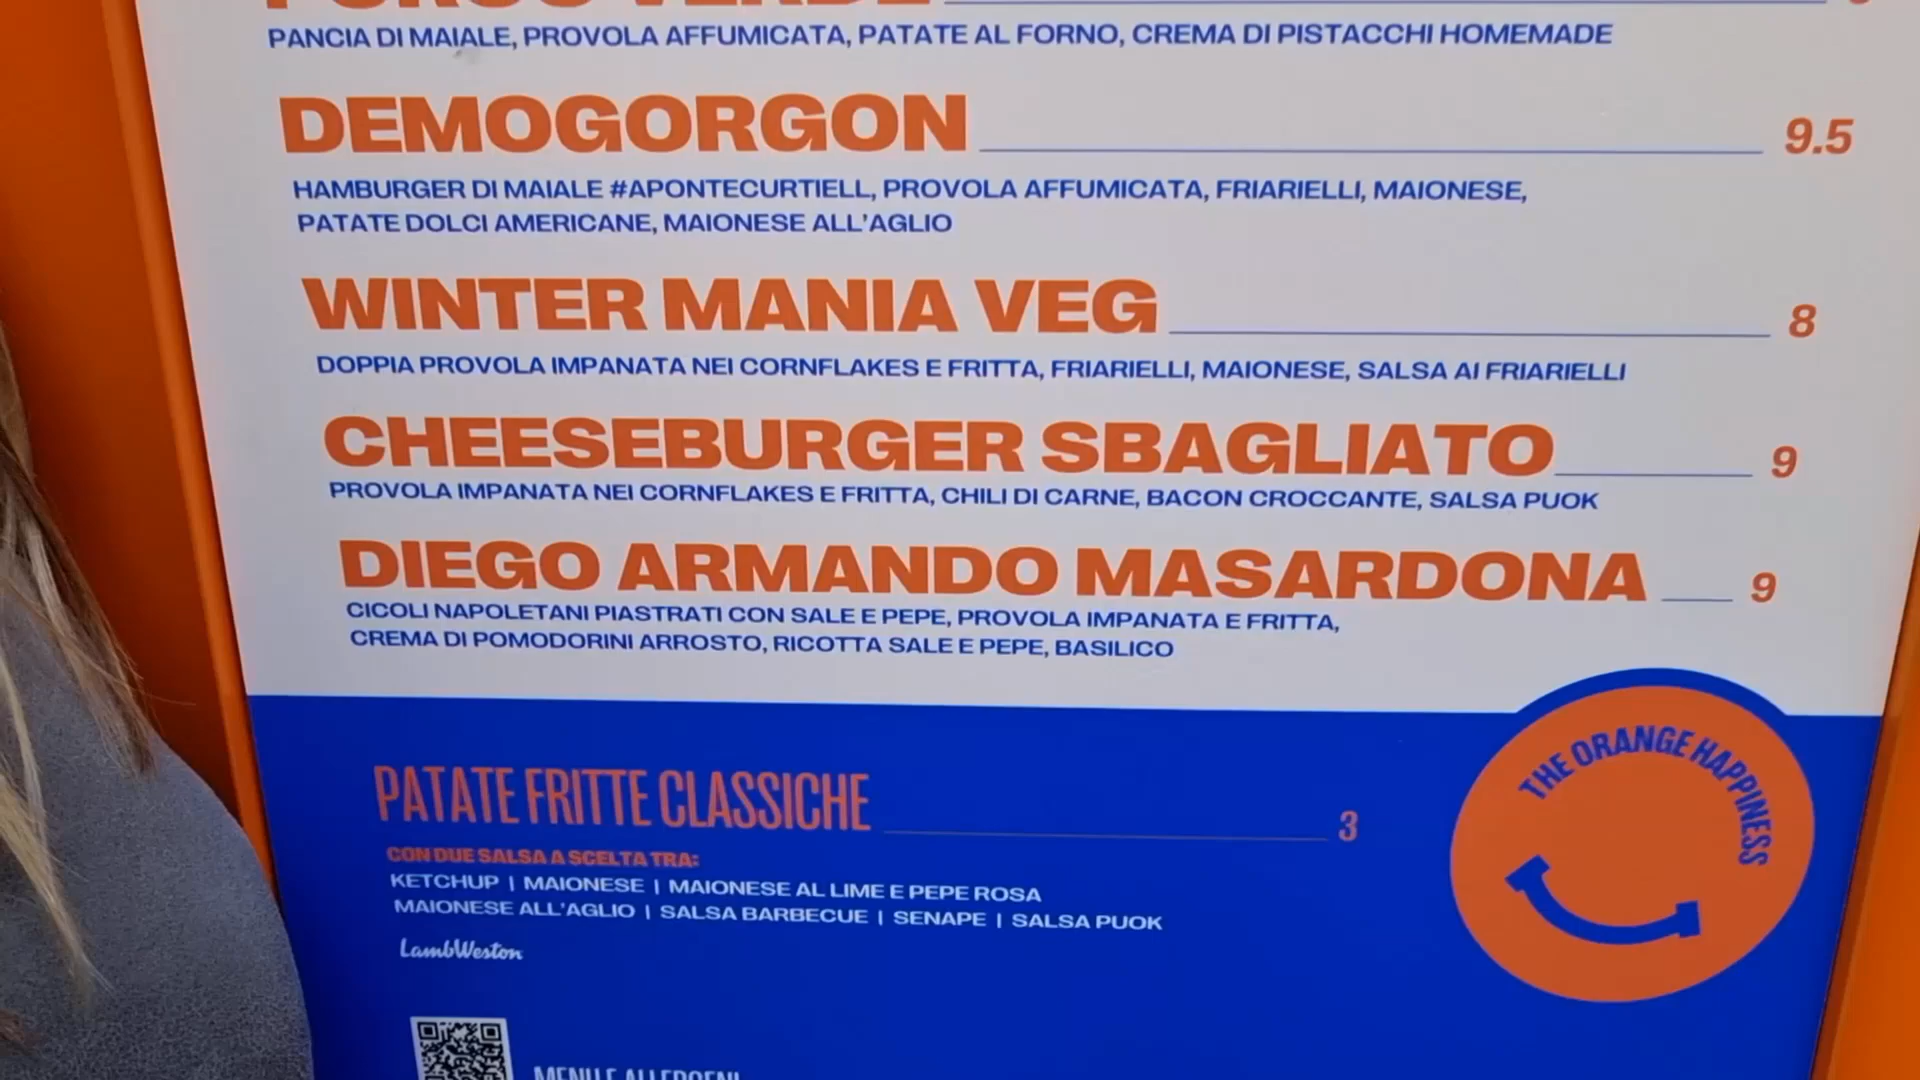 PORCO VERDE
PANCIA DI MAIALE, PROVOLA AFFUMICATA, PATATE AL FORNO, CREMA DI PISTACCHI HOMEMADE
DEMOGORGON 9.5
HAMBURGER DI MAIALE #APONTECURTIELL, PROVOLA AFFUMICATA, FRIARIELLI, MAIONESE,
PATATE DOLCI AMERICANE, MAIONESE ALL'AGLIO
WINTER MANIA VEG 8
DOPPIA PROVOLA IMPANATA NEI CORNFLAKES E FRITTA, FRIARIELLI, MAIONESE, SALSA AI FRIARIELLI
CHEESEBURGER SBAGLIATO 9
PROVOLA IMPANATA NEI CORNFLAKES E FRITTA, CHILI DI CARNE, BACON CROCCANTE, SALSA PUOK
DIEGO ARMANDO MASARDONA 9
CICOLI NAPOLETANI PIASTRATI CON SALE E PEPE, PROVOLA IMPANATA E FRITTA,
CREMA DI POMODORINI ARROSTO, RICOTTA SALE E PEPE, BASILICO
THE ORANGE HAPPINESS
PATATE FRITTE CLASSICHE 3
CON DUE SALSA A SCELTA TRA:
KETCHUP | MAIONESE | MAIONESE AL LIME E PEPE ROSA
MAIONESE ALL'AGLIO | SALSA BARBECUE | SENAPE | SALSA PUOK
LambWeston
MENU E ALLERGENI